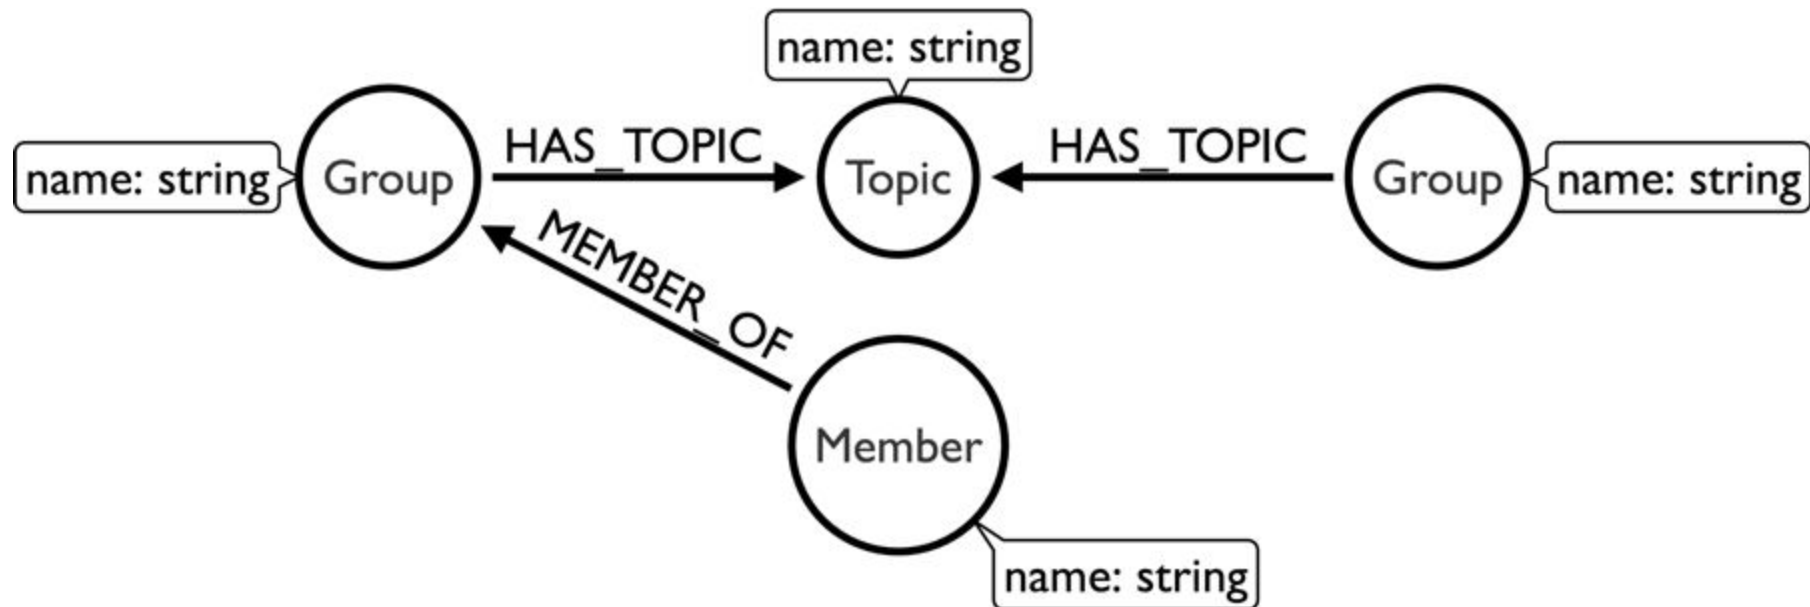 name: string
HAS_TOPIC
HAS_TOPIC
name: string
Group
Topic
Group
name: string
MEMBER_OF
Member
name: string